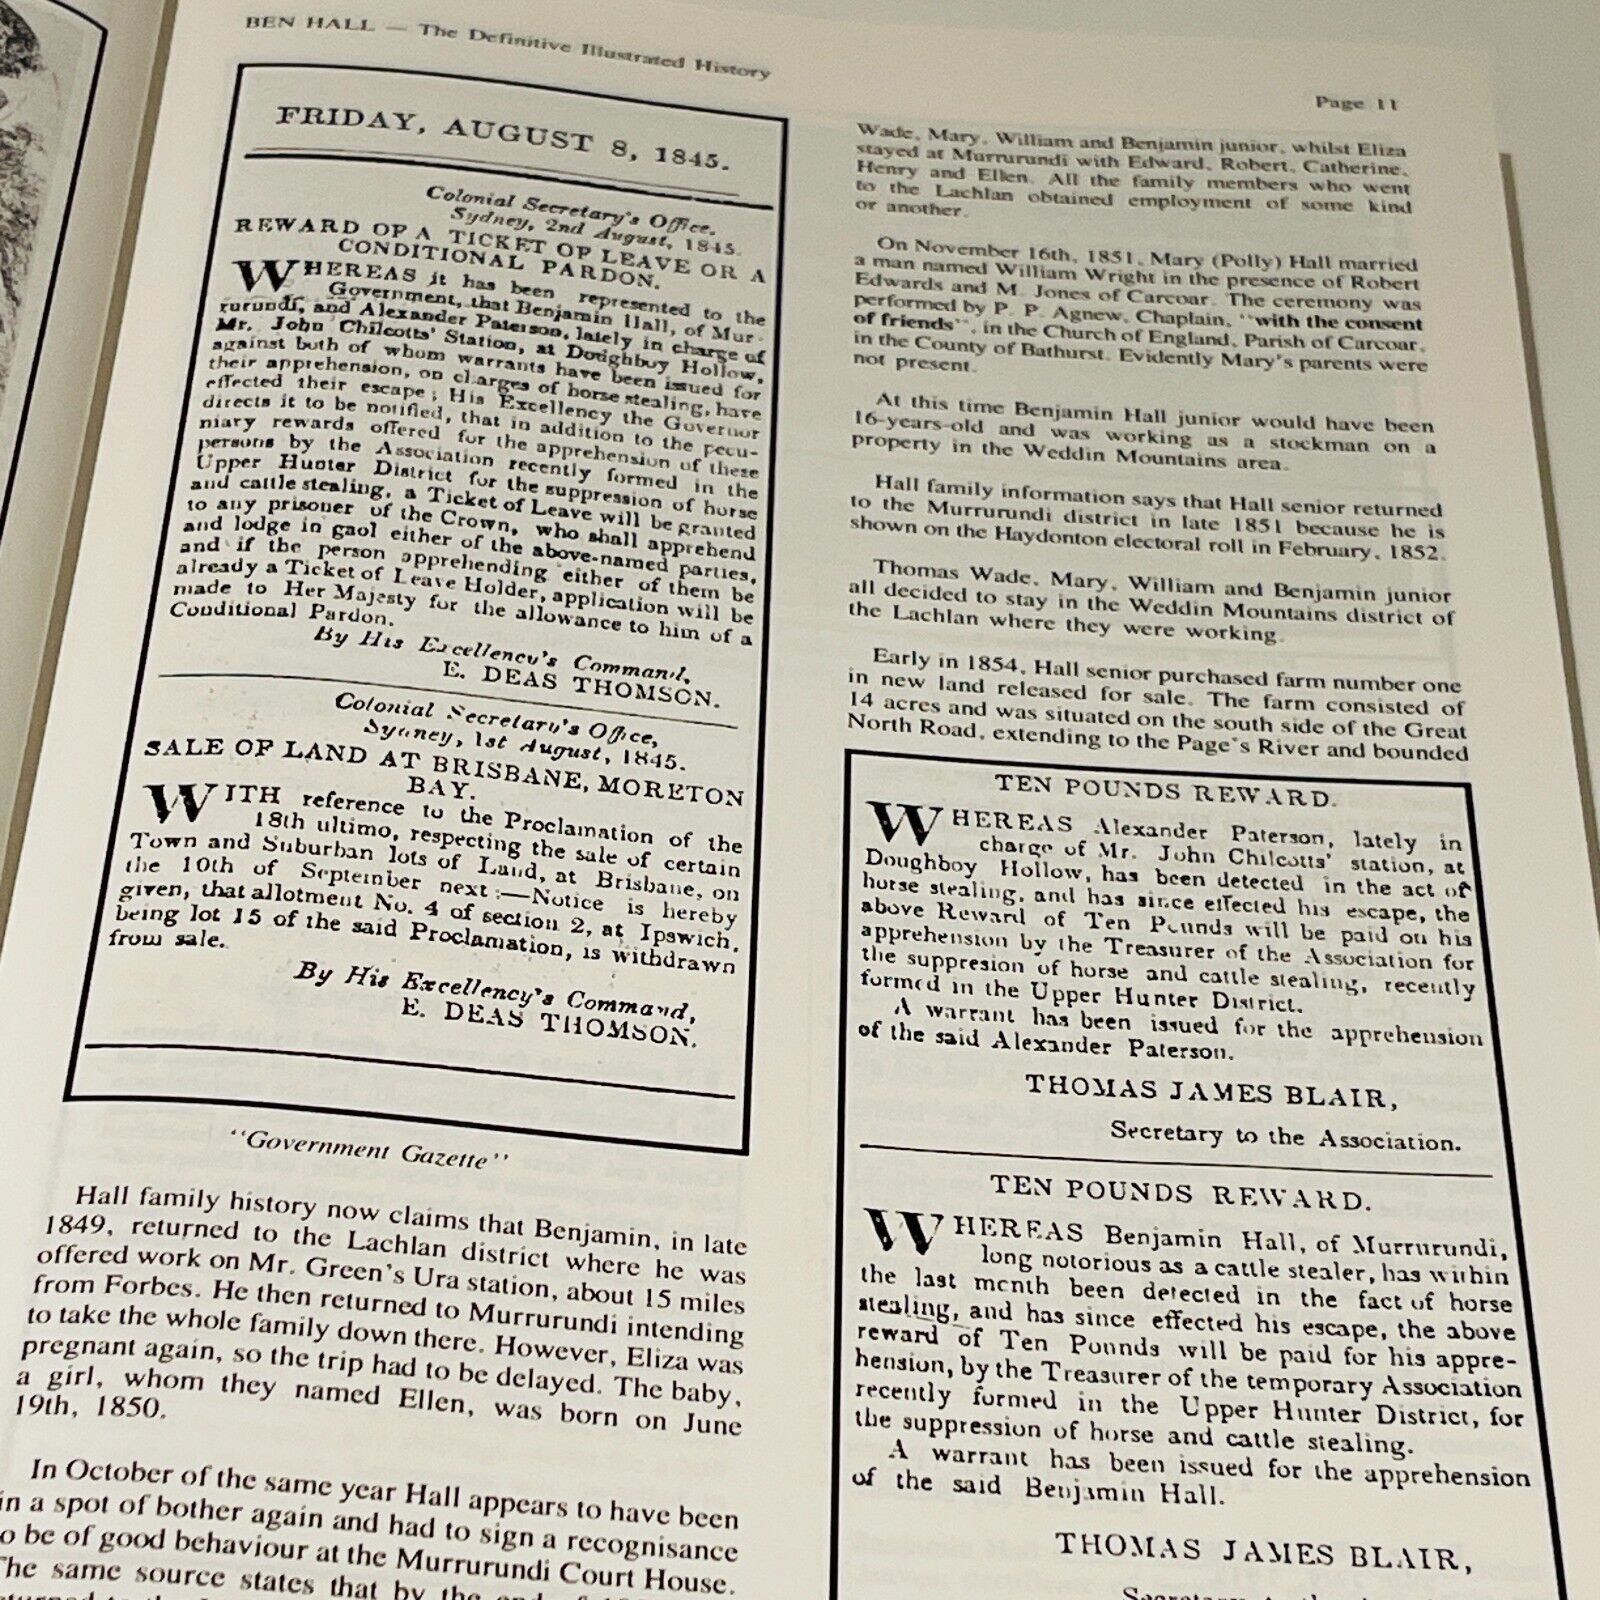 BEN HALL — The Definitive Illustrated History
Page 11
FRIDAY, AUGUST 8, 1845.
Colonial Secretary's Office,
Sydney, 2nd August, 1845.
REWARD OF A TICKET OF LEAVE OR A
CONDITIONAL PARDON.
WHEREAS it has been represented to the
Government, that Benjamin Hall, of Mur-
rurundi, and Alexander Paterson, lately in charge of
Mr. John Chilcotts' Station, at Doughboy Hollow,
against both of whom warrants have been issued for
their apprehension, on charges of horse stealing, have
effected their escape; His Excellency the Governor
directs it to be notified, that in addition to the pecu-
niary rewards offered for the apprehension of these
persons by the Association recently formed in the
Upper Hunter District for the suppression of horse
and cattle stealing, a Ticket of Leave will be granted
to any prisoner of the Crown, who shall apprehend
and lodge in gaol either of the above-named parties,
and if the person apprehending either of them be
already a Ticket of Leave Holder, application will be
made to Her Majesty for the allowance to him of a
Conditional Pardon.
By His Excellency's Command,
E. DEAS THOMSON.
Colonial Secretary's Office,
Sydney, 1st August, 1845.
SALE OF LAND AT BRISBANE, MORETON
BAY.
WITH reference to the Proclamation of the
18th ultimo, respecting the sale of certain
Town and Suburban lots of Land, at Brisbane, on
the 10th of September next:—Notice is hereby
given, that allotment No. 4 of section 2, at Ipswich,
being lot 15 of the said Proclamation, is withdrawn
from sale.
By His Excellency's Command,
E. DEAS THOMSON.
"Government Gazette"
Hall family history now claims that Benjamin, in late
1849, returned to the Lachlan district where he was
offered work on Mr. Green's Ura station, about 15 miles
from Forbes. He then returned to Murrurundi intending
to take the whole family down there. However, Eliza was
pregnant again, so the trip had to be delayed. The baby,
a girl, whom they named Ellen, was born on June
19th, 1850.
In October of the same year Hall appears to have been
in a spot of bother again and had to sign a recognisance
to be of good behaviour at the Murrurundi Court House.
The same source states that by the end of
Wade, Mary, William and Benjamin junior, whilst Eliza
stayed at Murrurundi with Edward, Robert, Catherine,
Henry and Ellen. All the family members who went
to the Lachlan obtained employment of some kind
or another.
On November 16th, 1851, Mary (Polly) Hall married
a man named William Wright in the presence of Robert
Edwards and M. Jones of Carcoar. The ceremony was
performed by P. P. Agnew, Chaplain, "with the consent
of friends", in the Church of England, Parish of Carcoar,
in the County of Bathurst. Evidently Mary's parents were
not present.
At this time Benjamin Hall junior would have been
16-years-old and was working as a stockman on a
property in the Weddin Mountains area.
Hall family information says that Hall senior returned
to the Murrurundi district in late 1851 because he is
shown on the Haydonton electoral roll in February, 1852.
Thomas Wade, Mary, William and Benjamin junior
all decided to stay in the Weddin Mountains district of
the Lachlan where they were working.
Early in 1854, Hall senior purchased farm number one
in new land released for sale. The farm consisted of
14 acres and was situated on the south side of the Great
North Road, extending to the Page's River and bounded
TEN POUNDS REWARD.
WHEREAS Alexander Paterson, lately in
charge of Mr. John Chilcotts' station, at
Doughboy Hollow, has been detected in the act of
horse stealing, and has since effected his escape, the
above Reward of Ten Pounds will be paid on his
apprehension by the Treasurer of the Association for
the suppresion of horse and cattle stealing, recently
formed in the Upper Hunter District.
A warrant has been issued for the apprehension
of the said Alexander Paterson.
THOMAS JAMES BLAIR,
Secretary to the Association.
TEN POUNDS REWARD.
WHEREAS Benjamin Hall, of Murrurundi,
long notorious as a cattle stealer, has within
the last month been detected in the fact of horse
stealing, and has since effected his escape, the above
reward of Ten Pounds will be paid for his appre-
hension, by the Treasurer of the temporary Association
recently formed in the Upper Hunter District, for
the suppression of horse and cattle stealing.
A warrant has been issued for the apprehension
of the said Benjamin Hall.
THOMAS JAMES BLAIR,